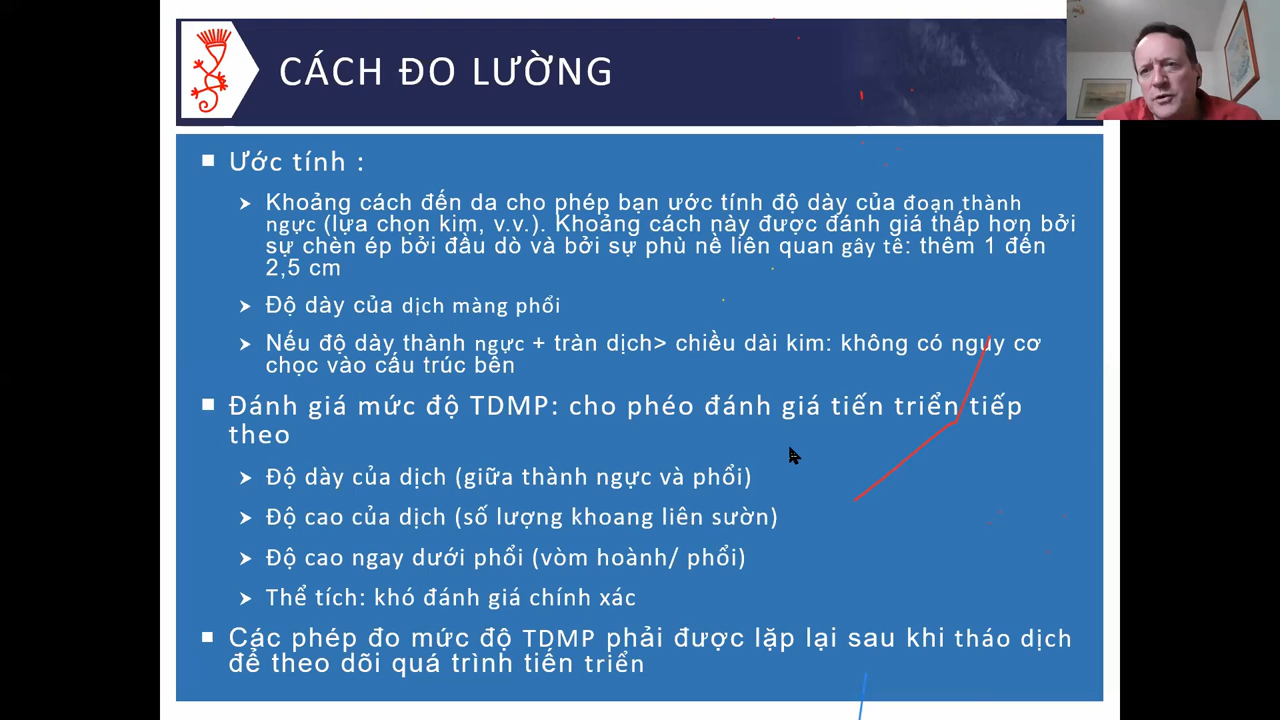 CÁCH ĐO LƯỜNG
Ước tính :
Khoảng cách đến da cho phép bạn ước tính độ dày của đoạn thành
ngực (lựa chọn kim, v.v.). Khoảng cách này được đánh giá thấp hơn bởi
sự chèn ép bởi đầu dò và bởi sự phù nề liên quan gây tê: thêm 1 đến
2,5 cm
Độ dày của dịch màng phổi
Nếu độ dày thành ngực + tràn dịch> chiều dài kim: không có nguy cơ
chọc vào cấu trúc bên
Đánh giá mức độ TDMP: cho phéo đánh giá tiến triển tiếp
theo
Độ dày của dịch (giữa thành ngực và phổi)
Độ cao của dịch (số lượng khoang liên sườn)
Độ cao ngay dưới phổi (vòm hoành/ phổi)
Thể tích: khó đánh giá chính xác
Các phép đo mức độ TDMP phải được lặp lại sau khi tháo dịch
để theo dõi quá trình tiến triển